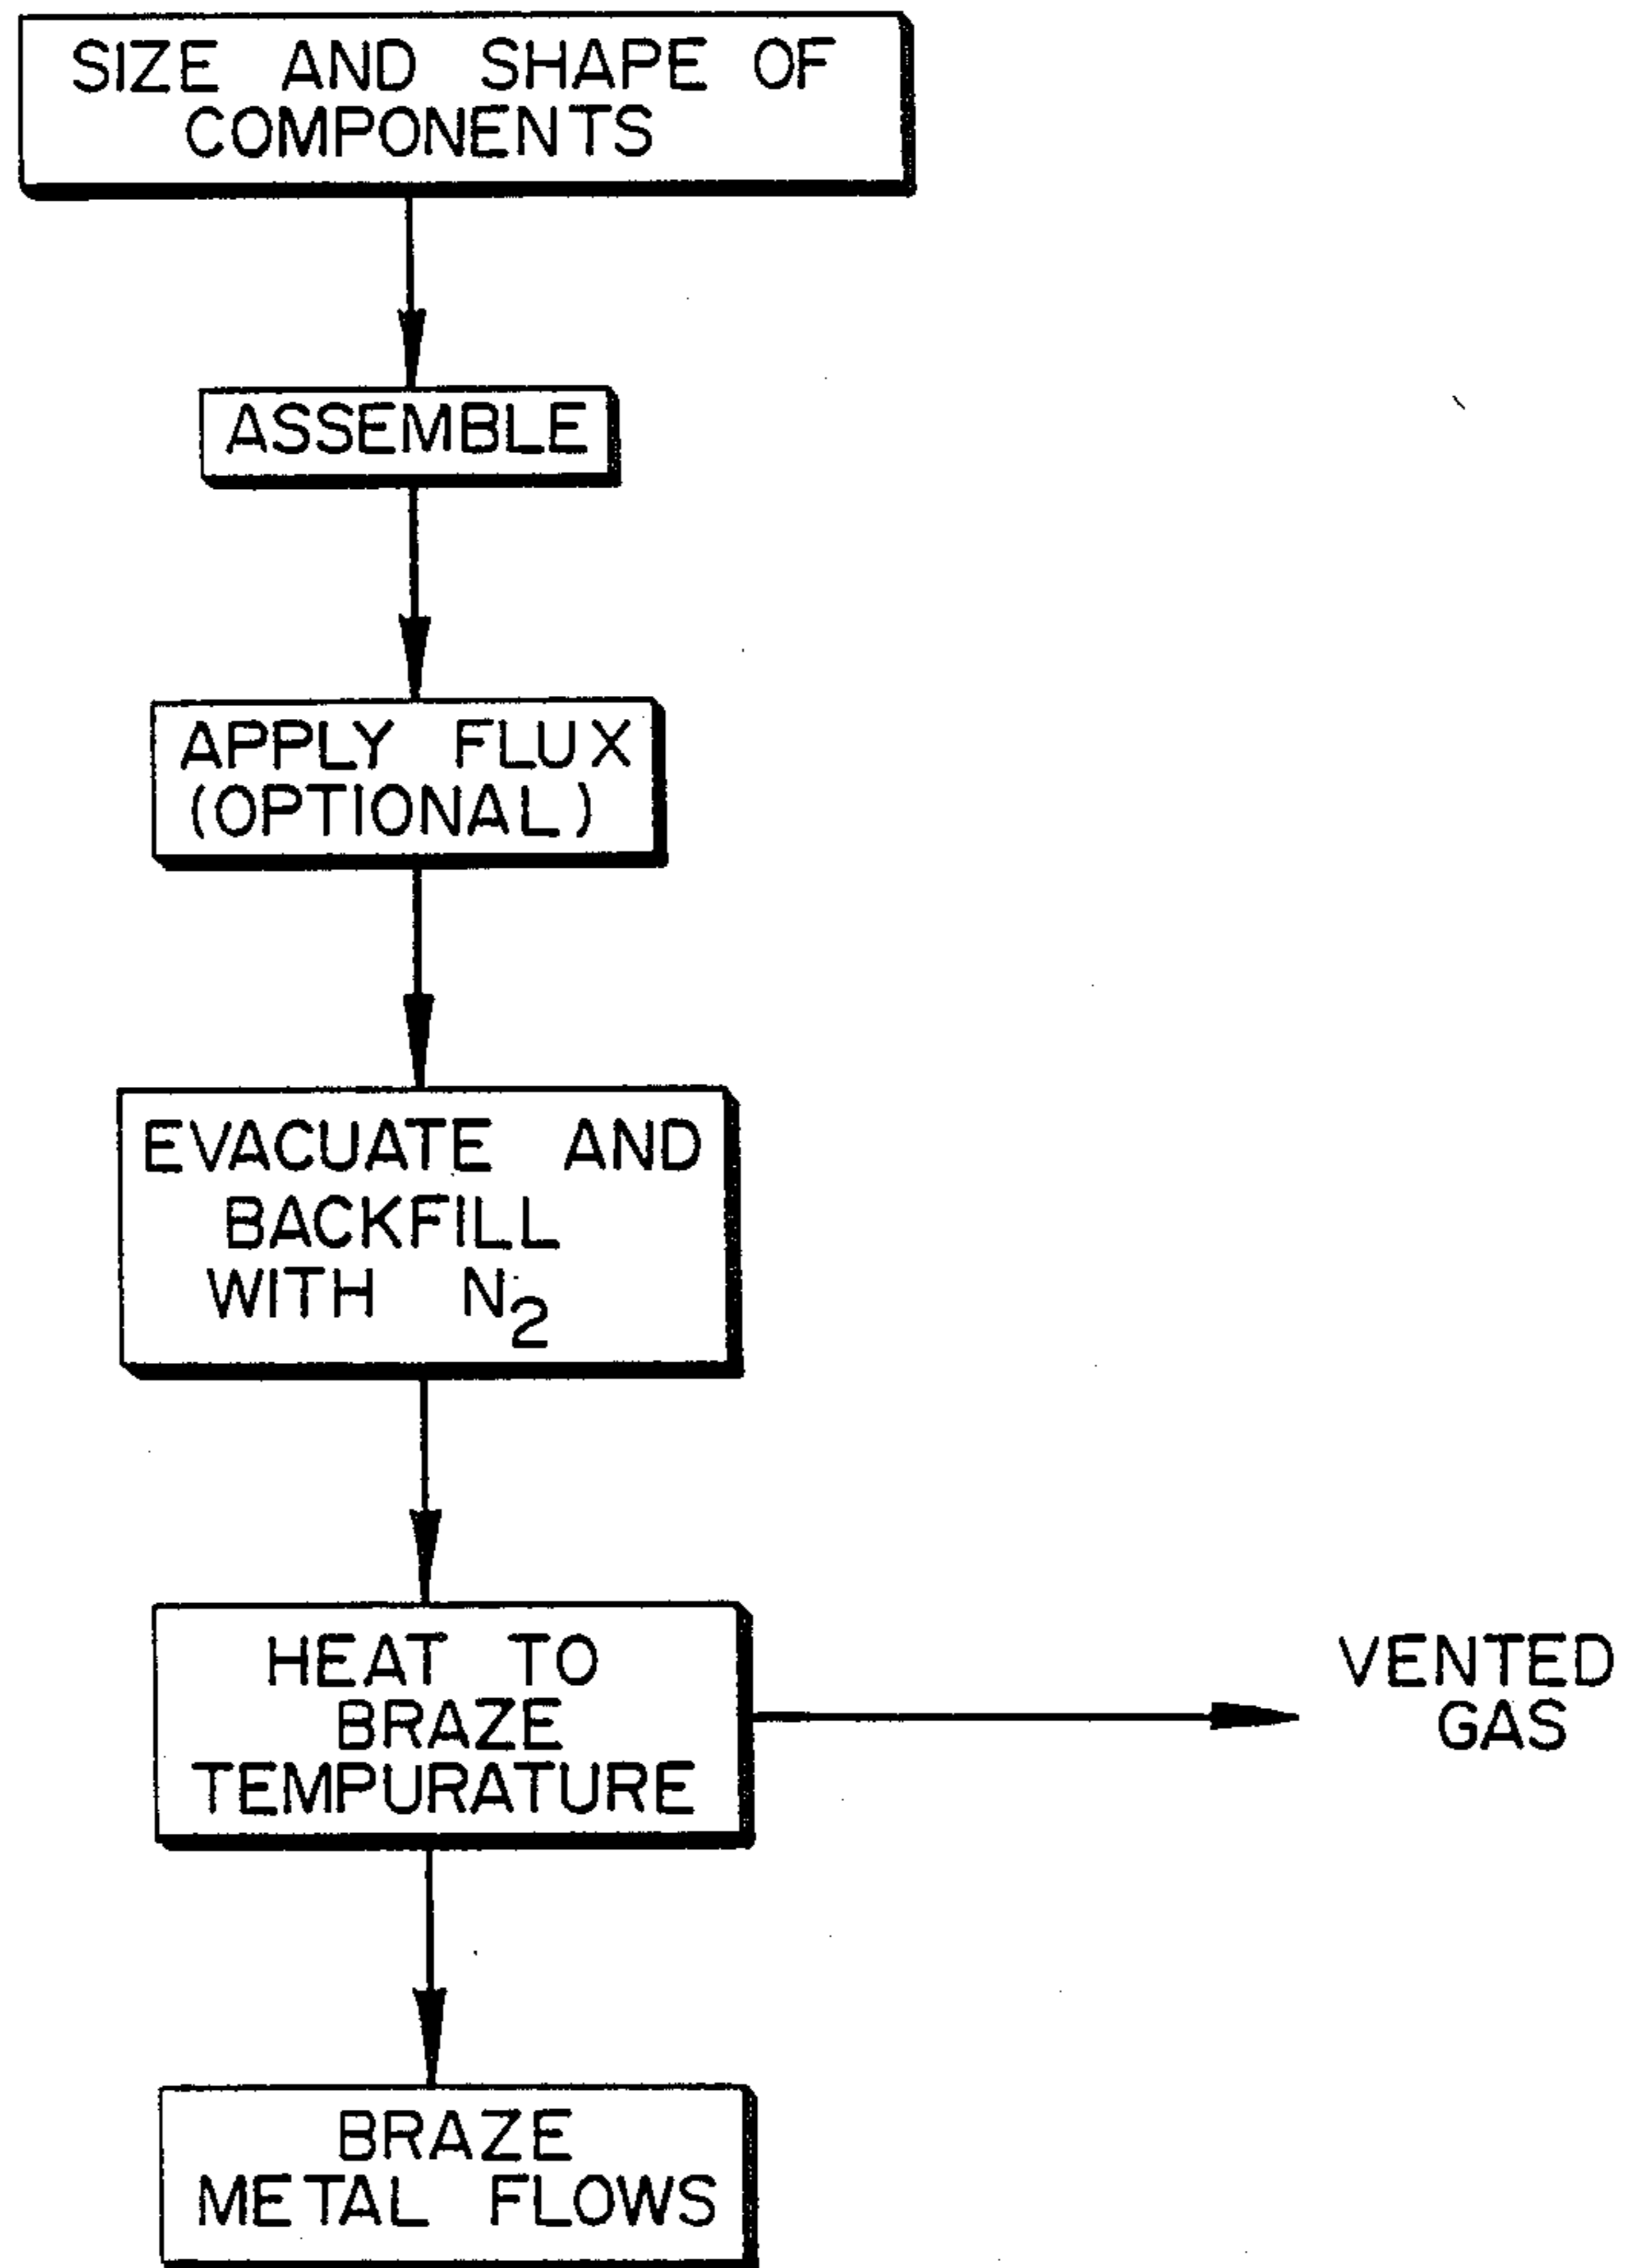 SIZE AND SHAPE OF
COMPONENTS
ASSEMBLE
APPLY FLUX
(OPTIONAL)
EVACUATE AND
BACKFILL
WITH N2
HEAT TO
BRAZE
TEMPURATURE
VENTED
GAS
BRAZE
METAL FLOWS